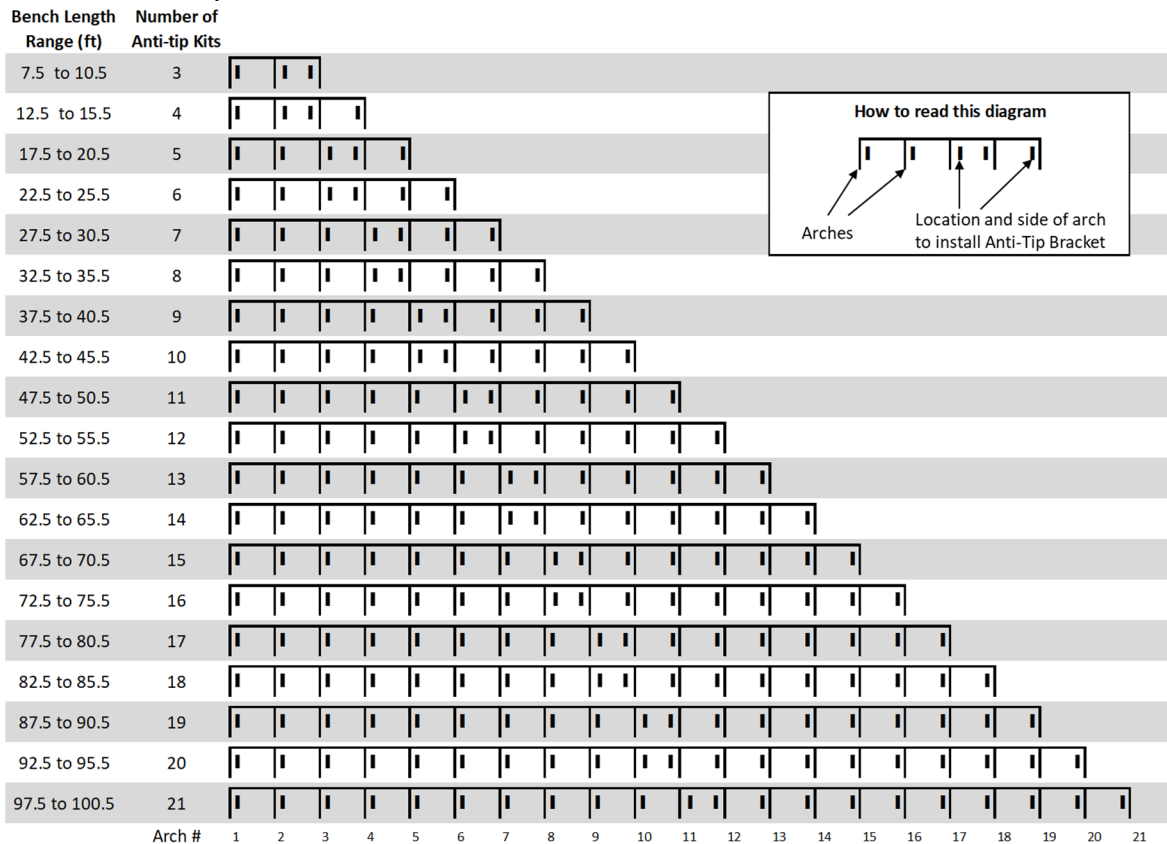 Bench Length Number of
Range (ft) Anti-tip Kits
7.5 to 10.5 3
12.5 to 15.5 4
How to read this diagram
17.5 to 20.5 5
22.5 to 25.5 6
Location and side of arch
27.5 to 30.5 7
Arches to install Anti-Tip Bracket
32.5 to 35.5 8
37.5 to 40.5 9
42.5 to 45.5 10
47.5 to 50.5 11
52.5 to 55.5 12
57.5 to 60.5 13
62.5 to 65.5 14
67.5 to 70.5 15
72.5 to 75.5 16
77.5 to 80.5 17
82.5 to 85.5 18
87.5 to 90.5 19
92.5 to 95.5 20
97.5 to 100.5 21
Arch # 1 2 3 4 5 6 7 8 9 10 11 12 13 14 15 16 17 18 19 20 21